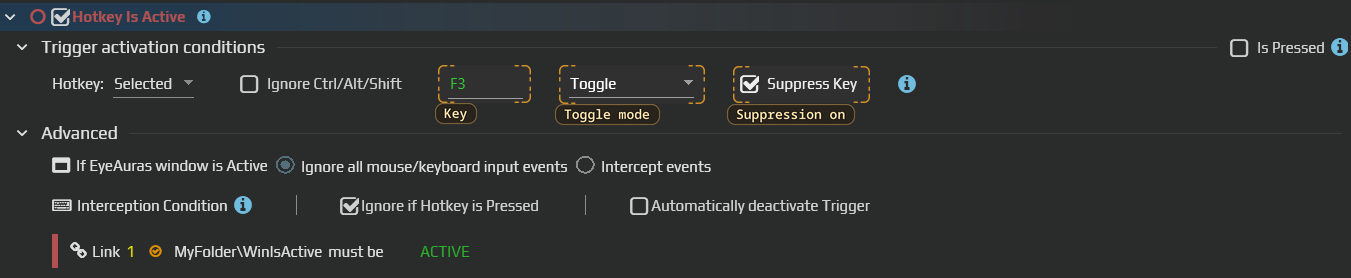 Hotkey Is Active
Trigger activation conditions Is Pressed
Hotkey: Selected Ignore Ctrl/Alt/Shift F3 Toggle Suppress Key
Key Toggle mode Suppression on
Advanced
If EyeAuras window is Active Ignore all mouse/keyboard input events Intercept events
Interception Condition Ignore if Hotkey is Pressed Automatically deactivate Trigger
Link 1 MyFolder\WinIsActive must be ACTIVE